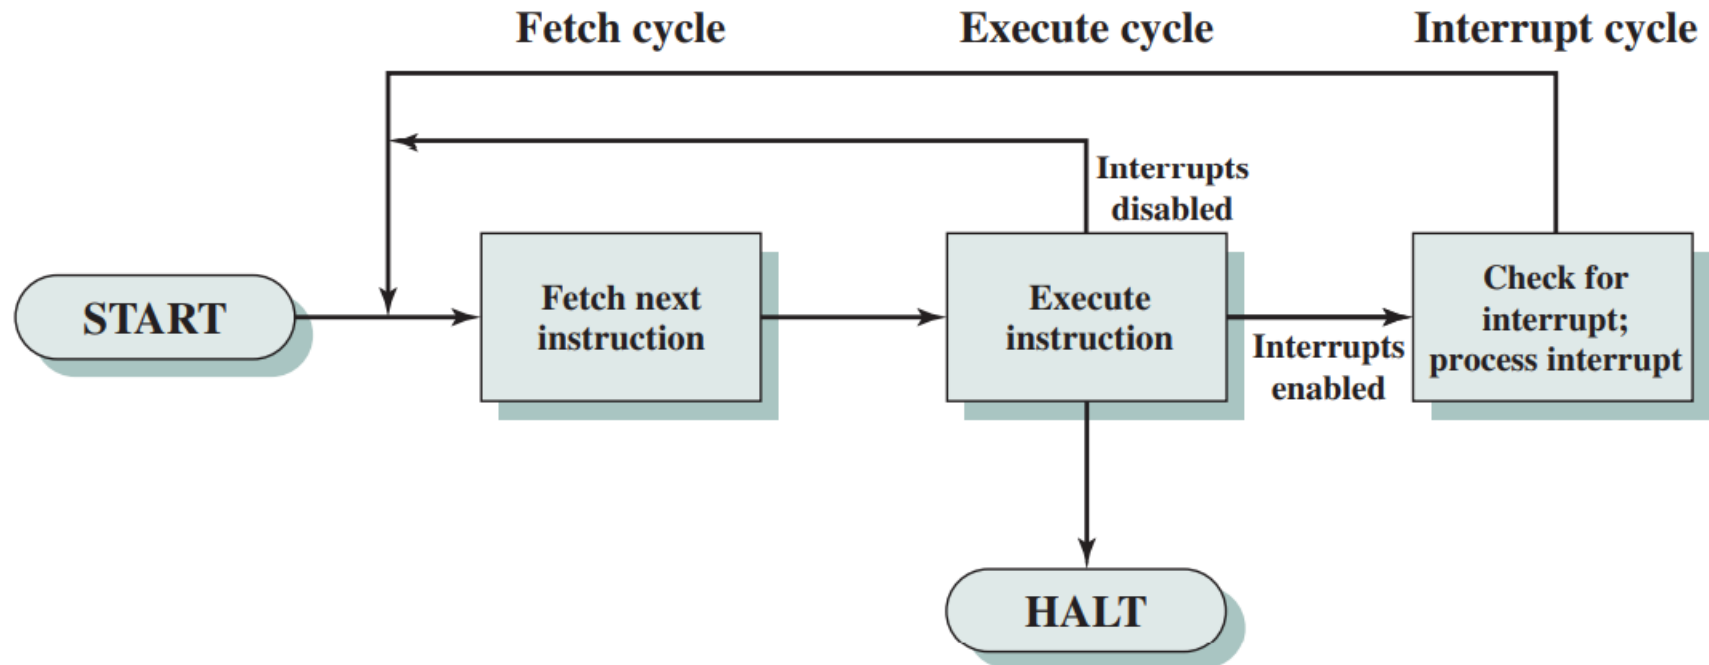 Fetch cycle
Execute cycle
Interrupt cycle
Interrupts
disabled
START
Fetch next
instruction
Execute
instruction
Interrupts
enabled
Check for
interrupt;
process interrupt
HALT